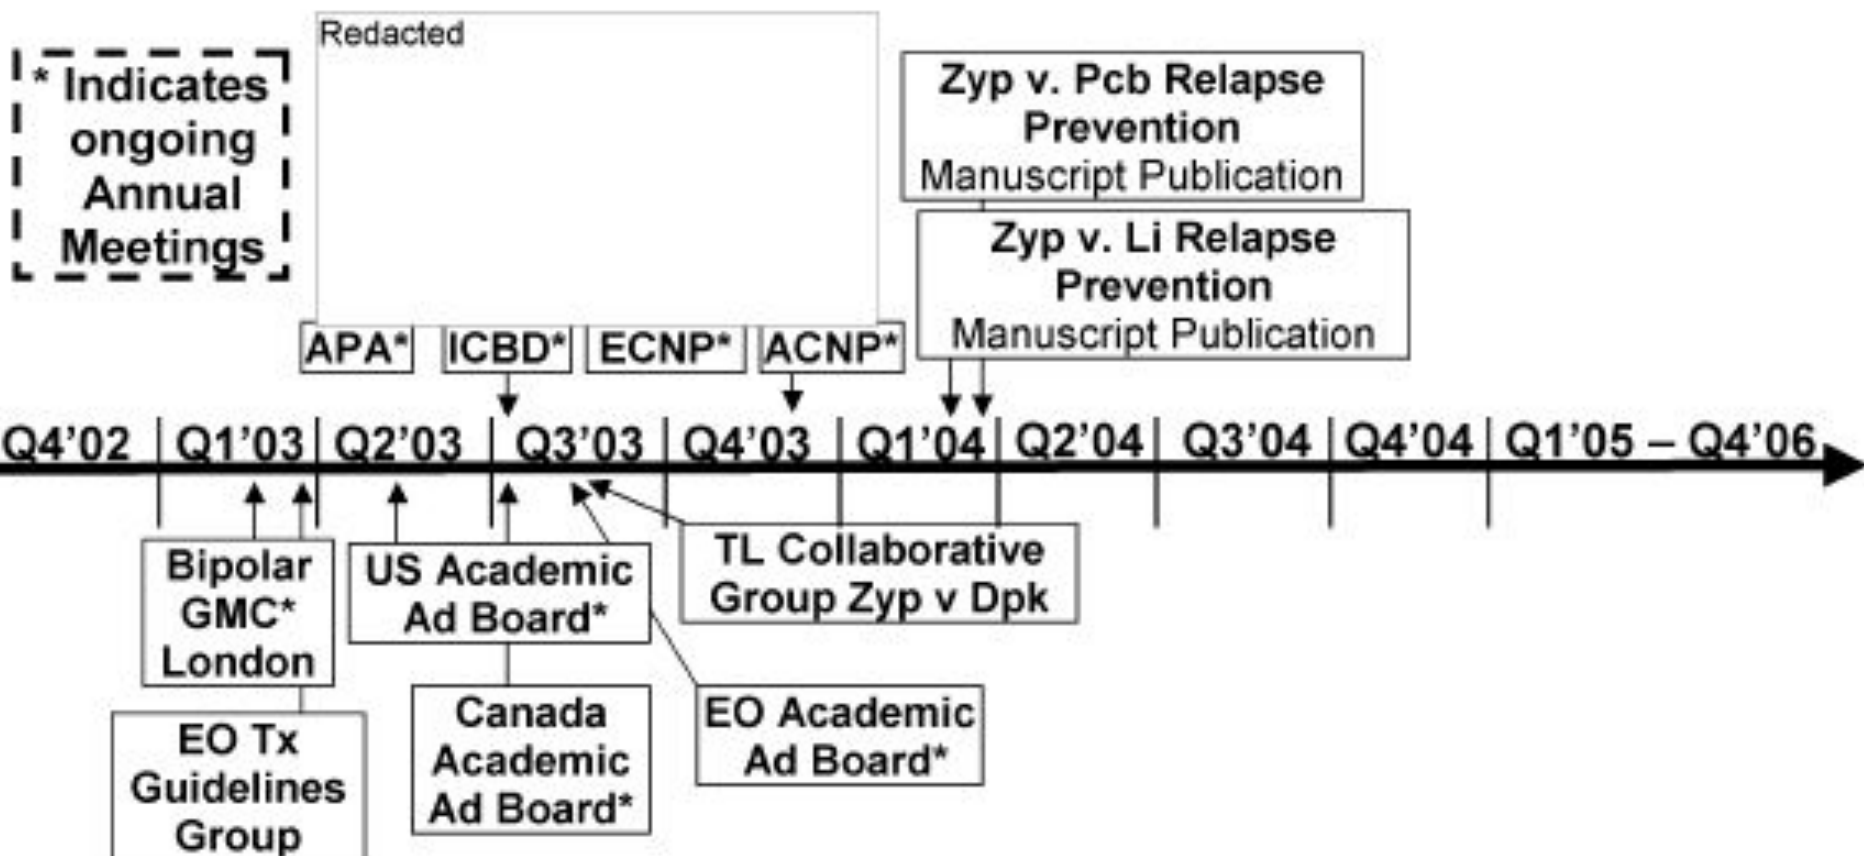 Redacted
* Indicates
ongoing
Annual
Meetings
Zyp v. Pcb Relapse
Prevention
Manuscript Publication
Zyp v. Li Relapse
Prevention
Manuscript Publication
APA* ICBD* ECNP* ACNP*
Q4’02 Q1’03 Q2’03 Q3’03 Q4’03 Q1’04 Q2’04 Q3’04 Q4’04 Q1’05 – Q4’06
Bipolar
GMC*
London
US Academic
Ad Board*
TL Collaborative
Group Zyp v Dpk
EO Tx
Guidelines
Group
Canada
Academic
Ad Board*
EO Academic
Ad Board*